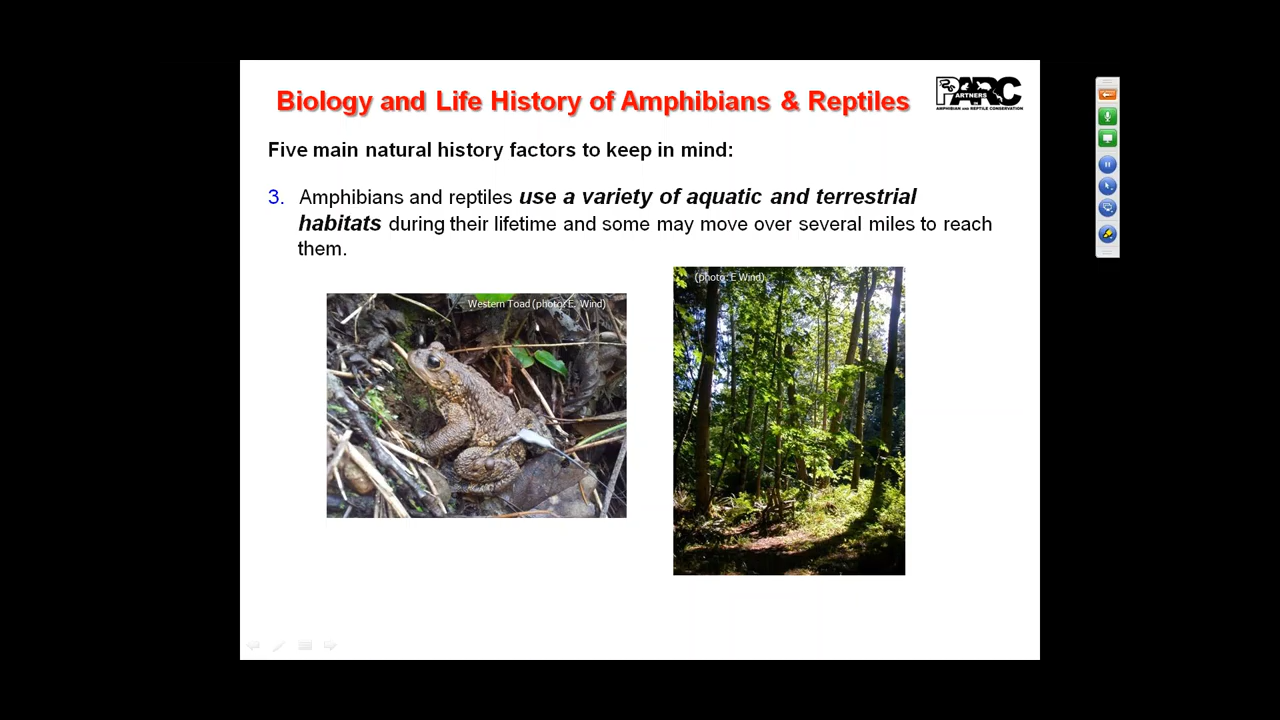 Biology and Life History of Amphibians & Reptiles
PARC
PARTNERS
AMPHIBIAN AND REPTILE CONSERVATION
Five main natural history factors to keep in mind:
3. Amphibians and reptiles use a variety of aquatic and terrestrial
habitats during their lifetime and some may move over several miles to reach
them.
Western Toad (photo: E. Wind)
(photo: E Wind)